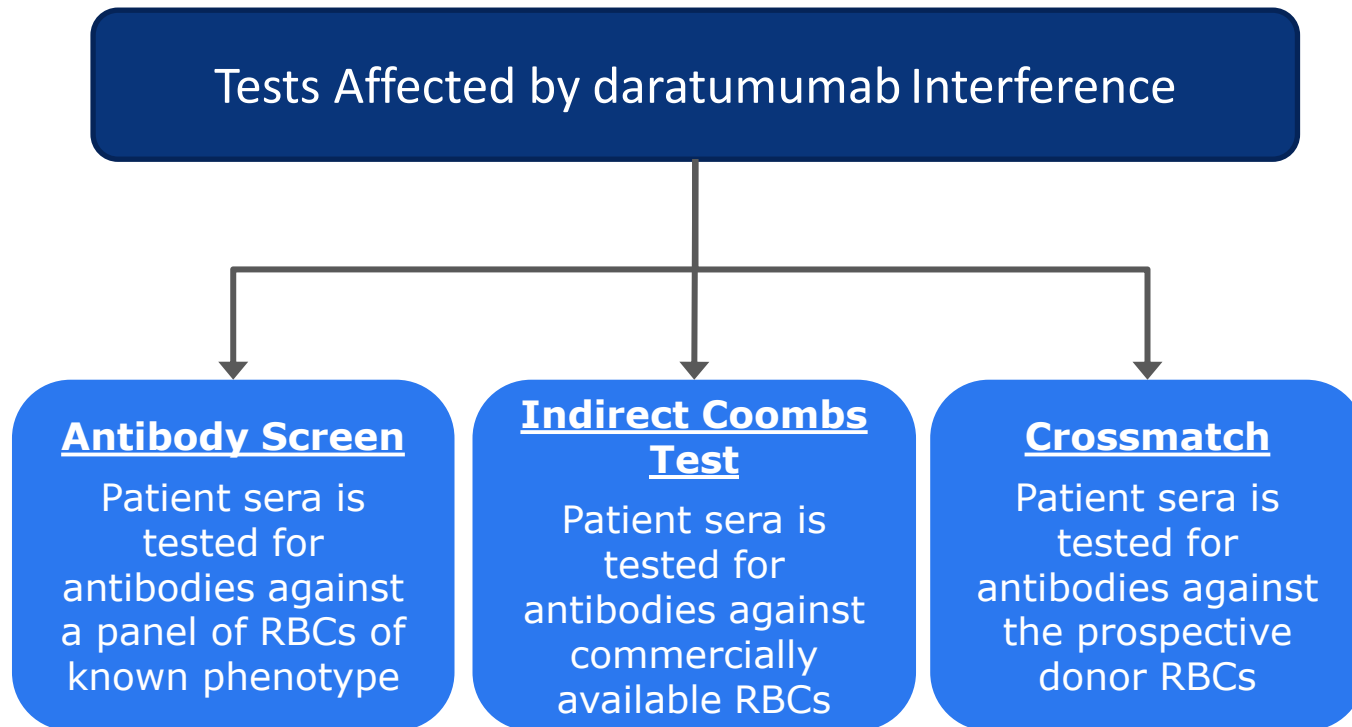 Tests Affected by daratumumab Interference
Antibody Screen
Patient sera is
tested for
antibodies against
a panel of RBCs of
known phenotype
Indirect Coombs
Test
Patient sera is
tested for
antibodies against
commercially
available RBCs
Crossmatch
Patient sera is
tested for
antibodies against
the prospective
donor RBCs